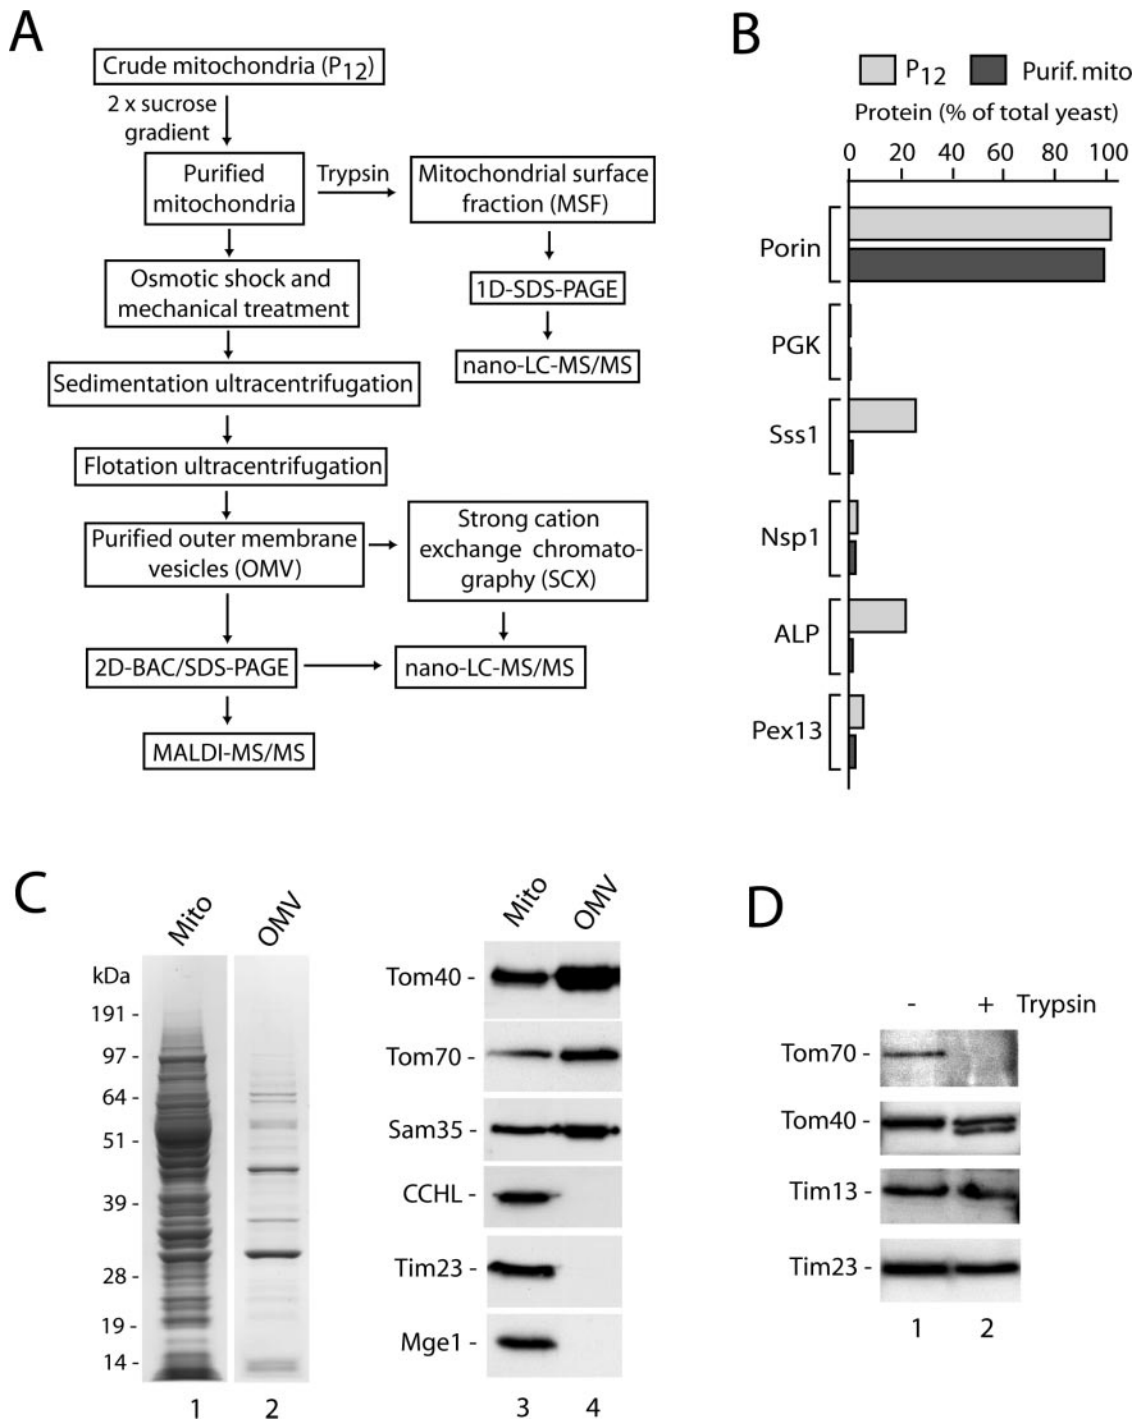 A
Crude mitochondria (P12)
2 x sucrose
gradient
Purified
mitochondria
Trypsin
Mitochondrial surface
fraction (MSF)
Osmotic shock and
mechanical treatment
1D-SDS-PAGE
nano-LC-MS/MS
Sedimentation ultracentrifugation
Flotation ultracentrifugation
Purified outer membrane
vesicles (OMV)
Strong cation
exchange chromato-
graphy (SCX)
2D-BAC/SDS-PAGE
nano-LC-MS/MS
MALDI-MS/MS
B
P12 Purif. mito
Protein (% of total yeast)
0 20 40 60 80 100
Porin
PGK
Sss1
Nsp1
ALP
Pex13
C
Mito OMV
kDa
191 -
97 -
64 -
51 -
39 -
28 -
19 -
14 -
1 2
Mito OMV
Tom40 -
Tom70 -
Sam35 -
CCHL -
Tim23 -
Mge1 -
3 4
D
- + Trypsin
Tom70 -
Tom40 -
Tim13 -
Tim23 -
1 2